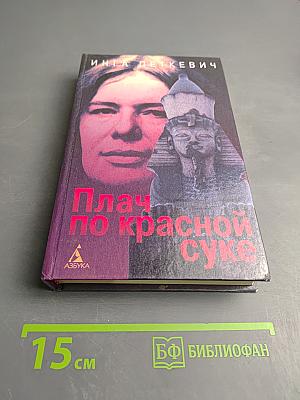 ИНГА ПЕТКЕВИЧ
Плач
по красной
суке
АЗБУКА
15 см
БФ БИБЛИОФАН